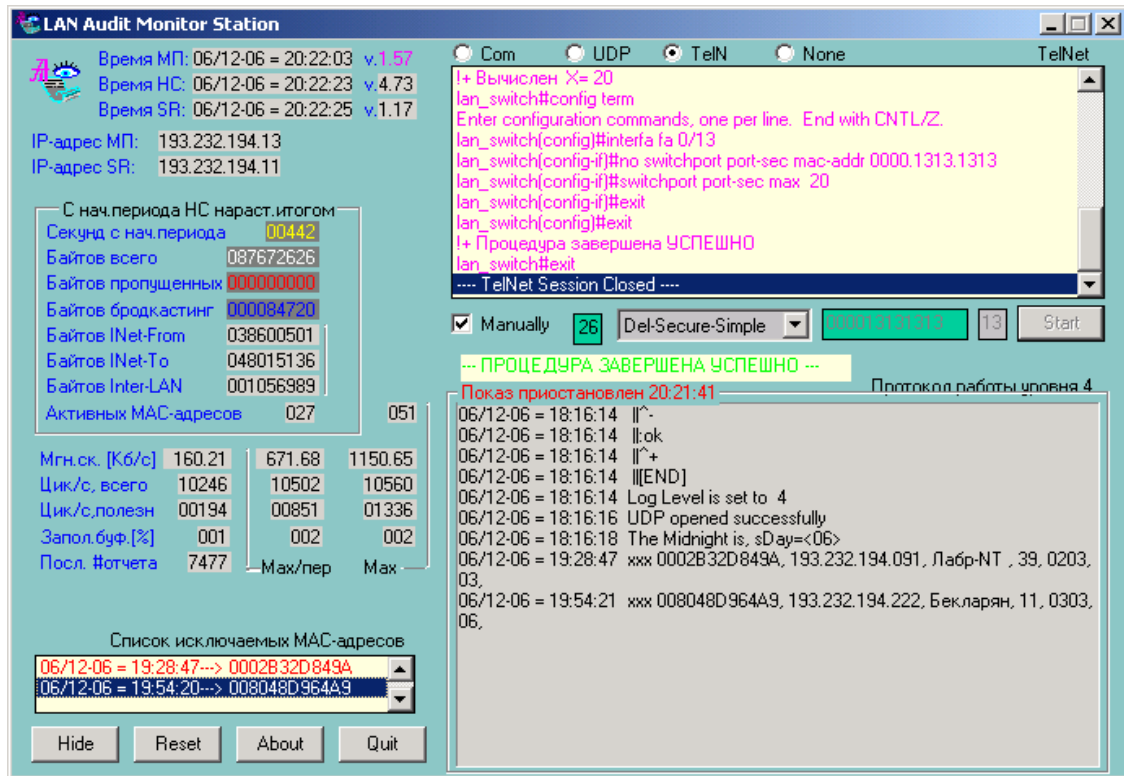 LAN Audit Monitor Station
Время МП: 06/12-06 = 20:22:03 v.1.57
Время НС: 06/12-06 = 20:22:23 v.4.73
Время SR: 06/12-06 = 20:22:25 v.1.17
IP-адрес МП: 193.232.194.13
IP-адрес SR: 193.232.194.11
С нач.периода НС нараст.итогом
Секунд с нач.периода 00442
Байтов всего 087672626
Байтов пропущенных 000000000
Байтов бродкастинг 000084720
Байтов INet-From 038600501
Байтов INet-To 048015136
Байтов Inter-LAN 001056989
Активных MAC-адресов 027 051
Мгн.ск. [Кб/с] 160.21 671.68 1150.65
Цик/с, всего 10246 10502 10560
Цик/с,полезн 00194 00851 01336
Запол.буф.[%] 001 002 002
Посл. #отчета 7477 Max/пер Max
Список исключаемых MAC-адресов
06/12-06 = 19:28:47---> 0002B32D849A
06/12-06 = 19:54:20---> 008048D964A9
Hide Reset About Quit
Com UDP TelN None TelNet
!+ Вычислен X= 20
lan_switch#config term
Enter configuration commands, one per line. End with CNTL/Z.
lan_switch(config)#interfa fa 0/13
lan_switch(config-if)#no switchport port-sec mac-addr 0000.1313.1313
lan_switch(config-if)#switchport port-sec max 20
lan_switch(config-if)#exit
lan_switch(config)#exit
!+ Процедура завершена УСПЕШНО
lan_switch#exit
---- TelNet Session Closed ----
Manually 26 Del-Secure-Simple 000013131313 13 Start
--- ПРОЦЕДУРА ЗАВЕРШЕНА УСПЕШНО ---
Протокол работы уровня 4
Показ приостановлен 20:21:41
06/12-06 = 18:16:14 ||^-
06/12-06 = 18:16:14 ||:ok
06/12-06 = 18:16:14 ||^+
06/12-06 = 18:16:14 ||[END]
06/12-06 = 18:16:14 Log Level is set to 4
06/12-06 = 18:16:16 UDP opened successfully
06/12-06 = 18:16:18 The Midnight is, sDay=<06>
06/12-06 = 19:28:47 xxx 0002B32D849A, 193.232.194.091, Лабр-NT , 39, 0203,
03,
06/12-06 = 19:54:21 xxx 008048D964A9, 193.232.194.222, Бекларян, 11, 0303,
06,